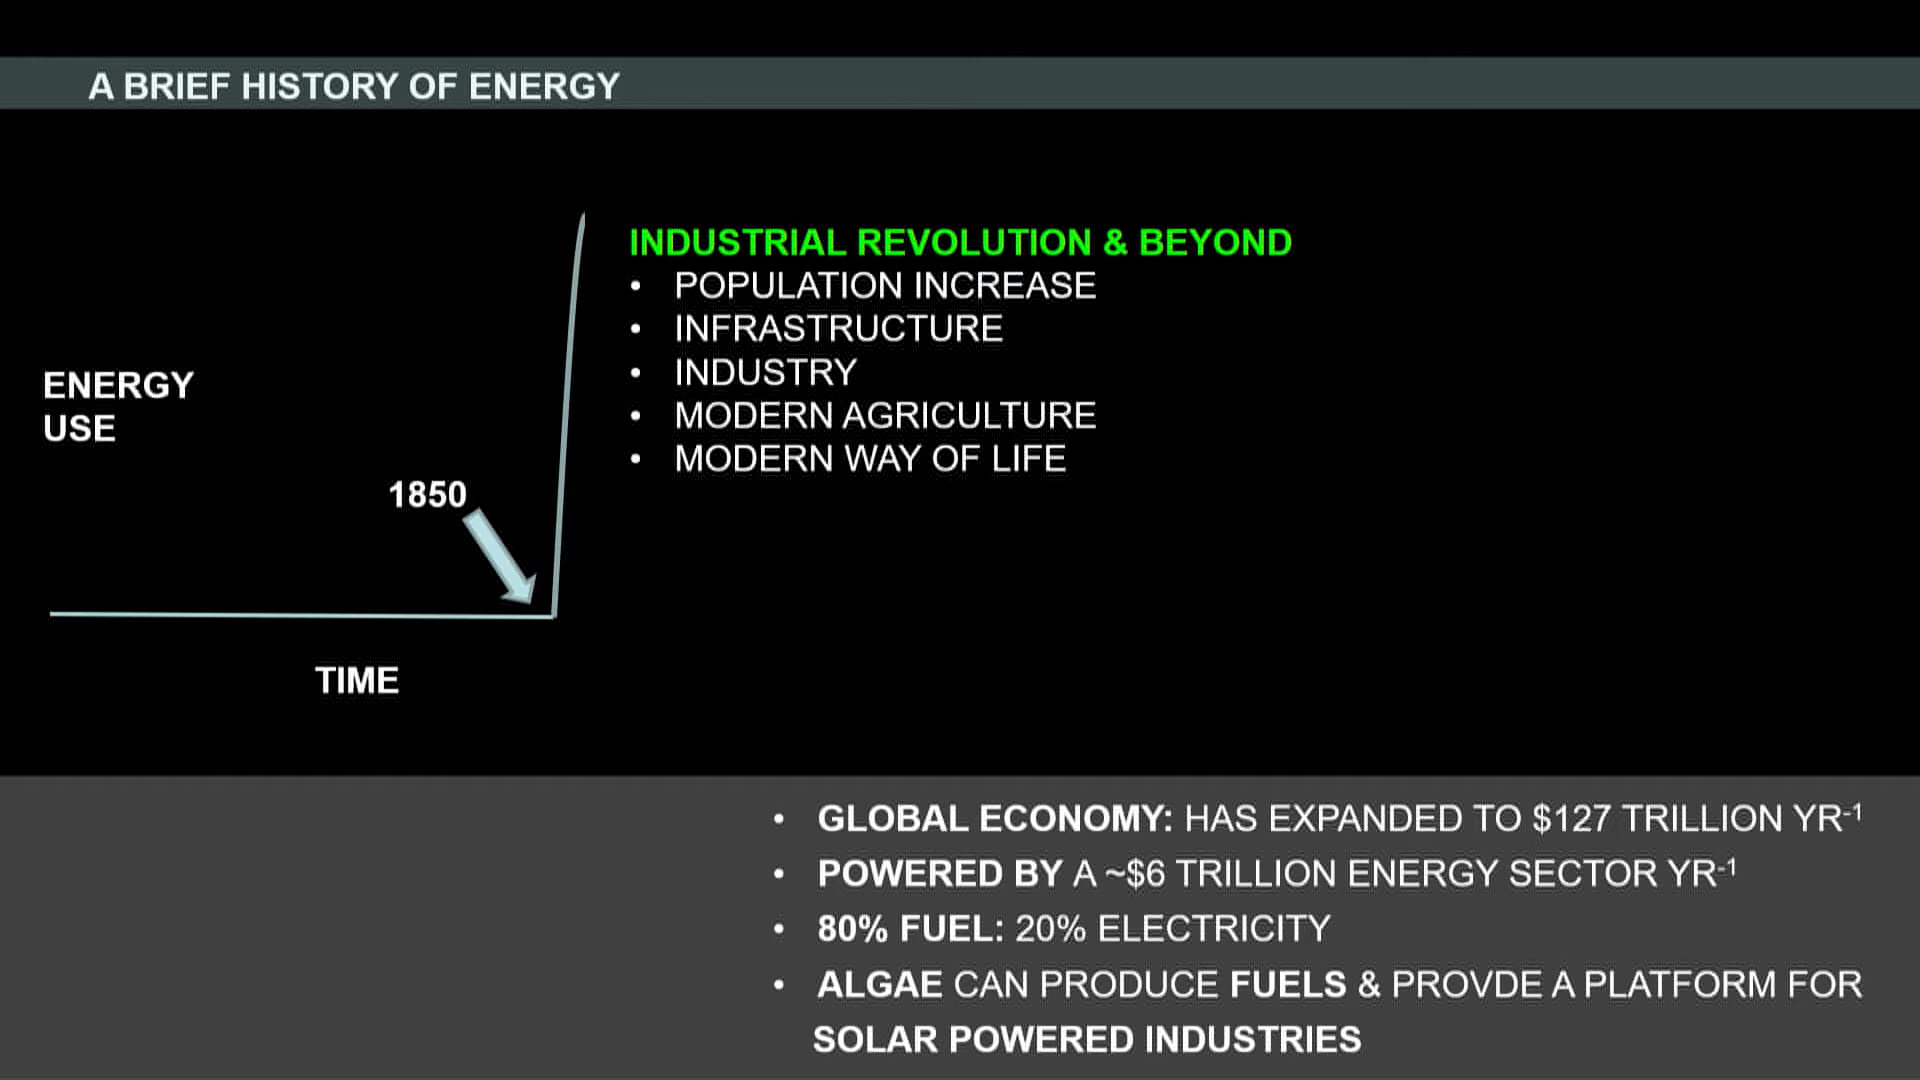 A BRIEF HISTORY OF ENERGY
INDUSTRIAL REVOLUTION & BEYOND
• POPULATION INCREASE
• INFRASTRUCTURE
• INDUSTRY
• MODERN AGRICULTURE
• MODERN WAY OF LIFE
ENERGY
USE
1850
TIME
• GLOBAL ECONOMY: HAS EXPANDED TO $127 TRILLION YR-1
• POWERED BY A ~$6 TRILLION ENERGY SECTOR YR-1
• 80% FUEL: 20% ELECTRICITY
• ALGAE CAN PRODUCE FUELS & PROVDE A PLATFORM FOR
SOLAR POWERED INDUSTRIES